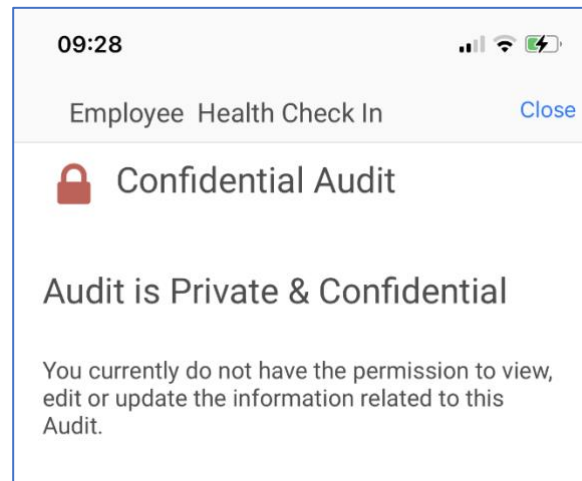 09:28
Employee Health Check In Close
Confidential Audit
Audit is Private & Confidential
You currently do not have the permission to view,
edit or update the information related to this
Audit.